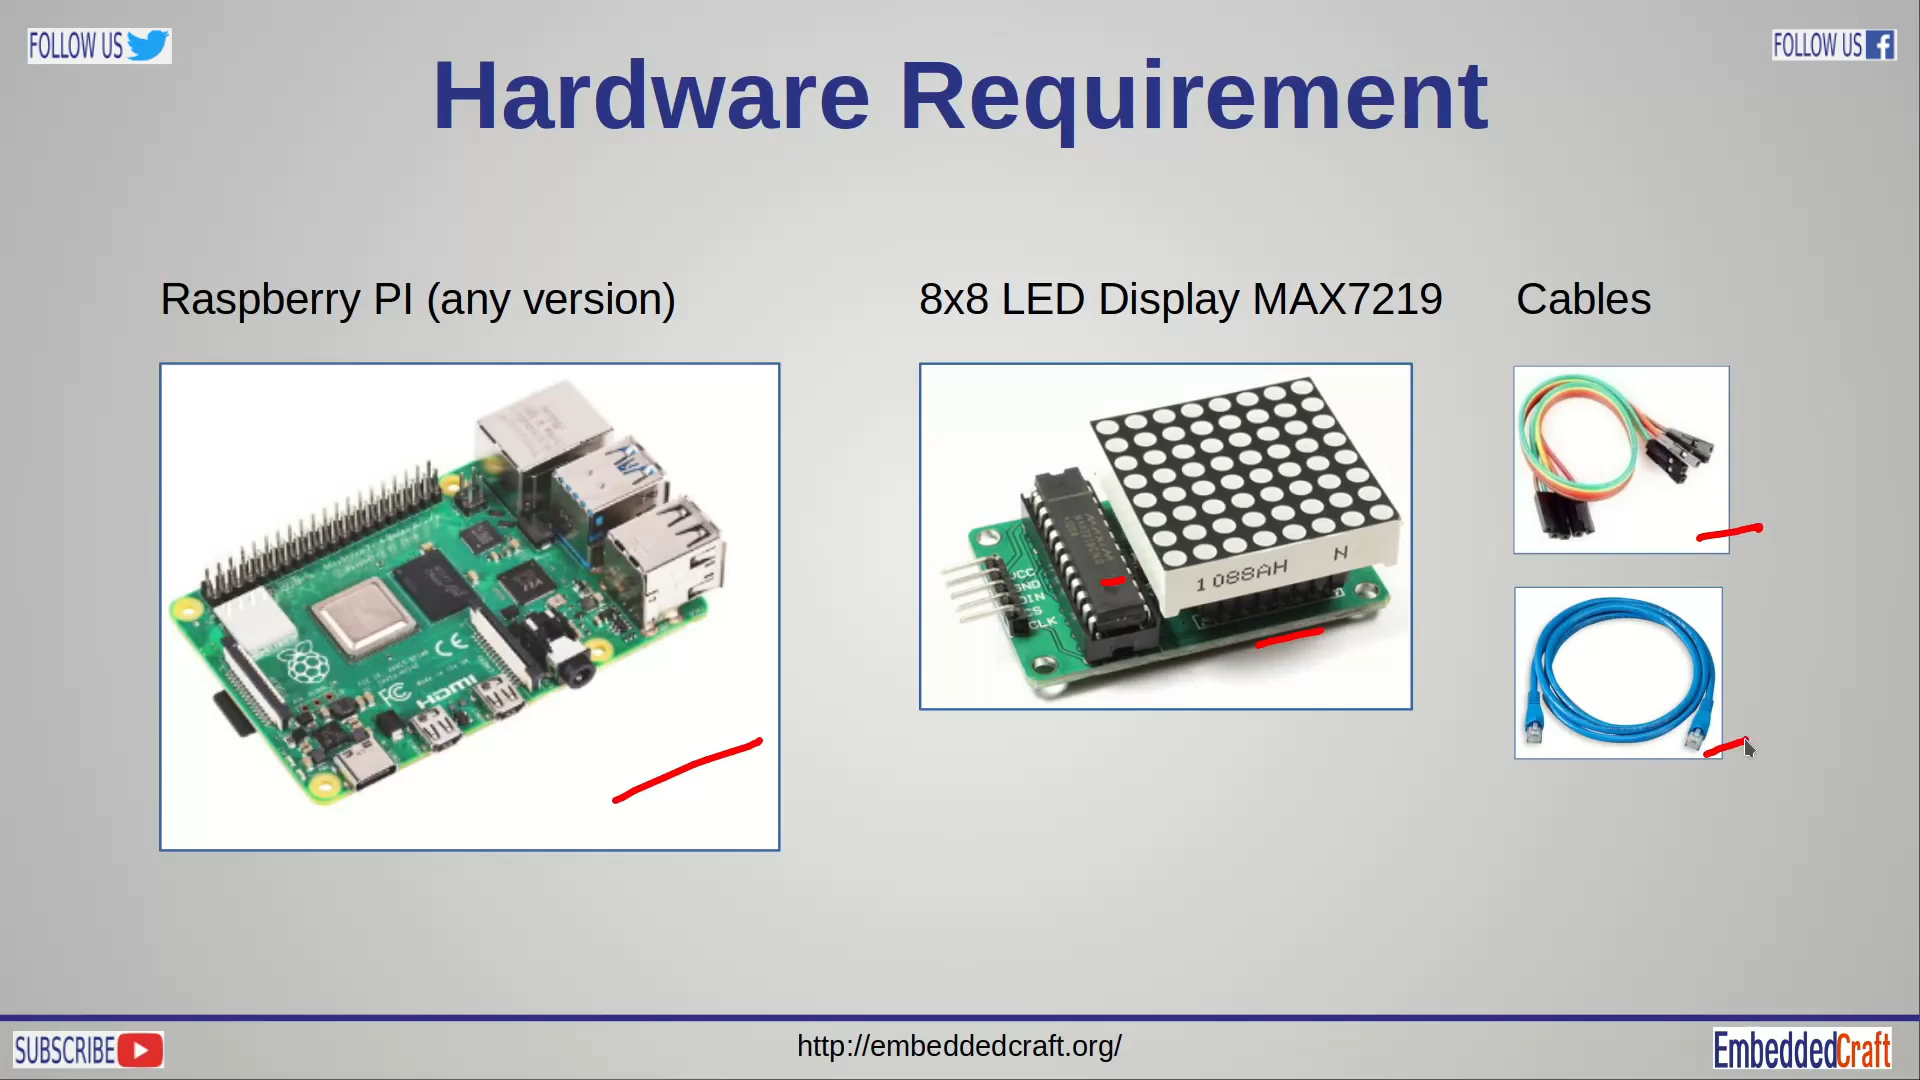 FOLLOW US
FOLLOW US
Hardware Requirement
Raspberry PI (any version)
8x8 LED Display MAX7219
Cables
HDMI
VCC
GND
DIN
CS
CLK
1088AH
N
SUBSCRIBE
http://embeddedcraft.org/
EmbeddedCraft